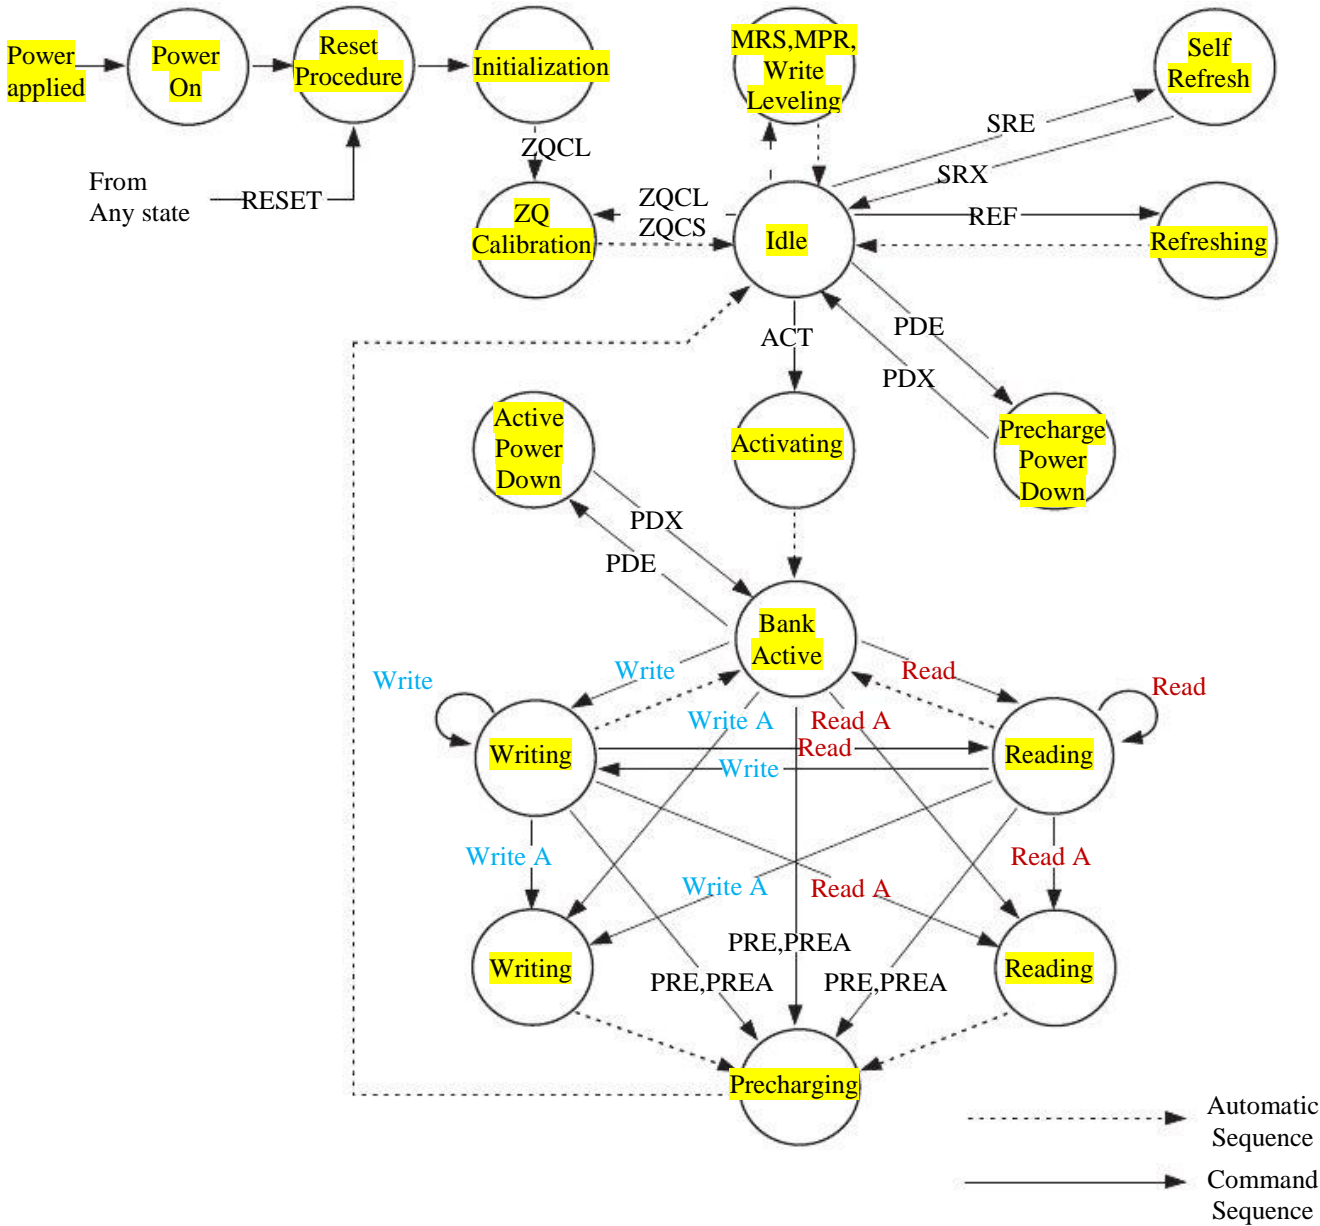 Power
applied
Power
On
Reset
Procedure
Initialization
MRS,MPR,
Write
Leveling
Self
Refresh
From
Any state
RESET
ZQCL
SRE
SRX
ZQ
Calibration
ZQCL
ZQCS
Idle
REF
Refreshing
ACT
PDE
PDX
Active
Power
Down
Activating
Precharge
Power
Down
PDX
PDE
Bank
Active
Write
Write
Read
Read
Write A
Read A
Writing
Read
Write
Reading
Write A
Write A
Read A
Read A
Writing
PRE,PREA
PRE,PREA
PRE,PREA
Reading
Precharging
Automatic
Sequence
Command
Sequence